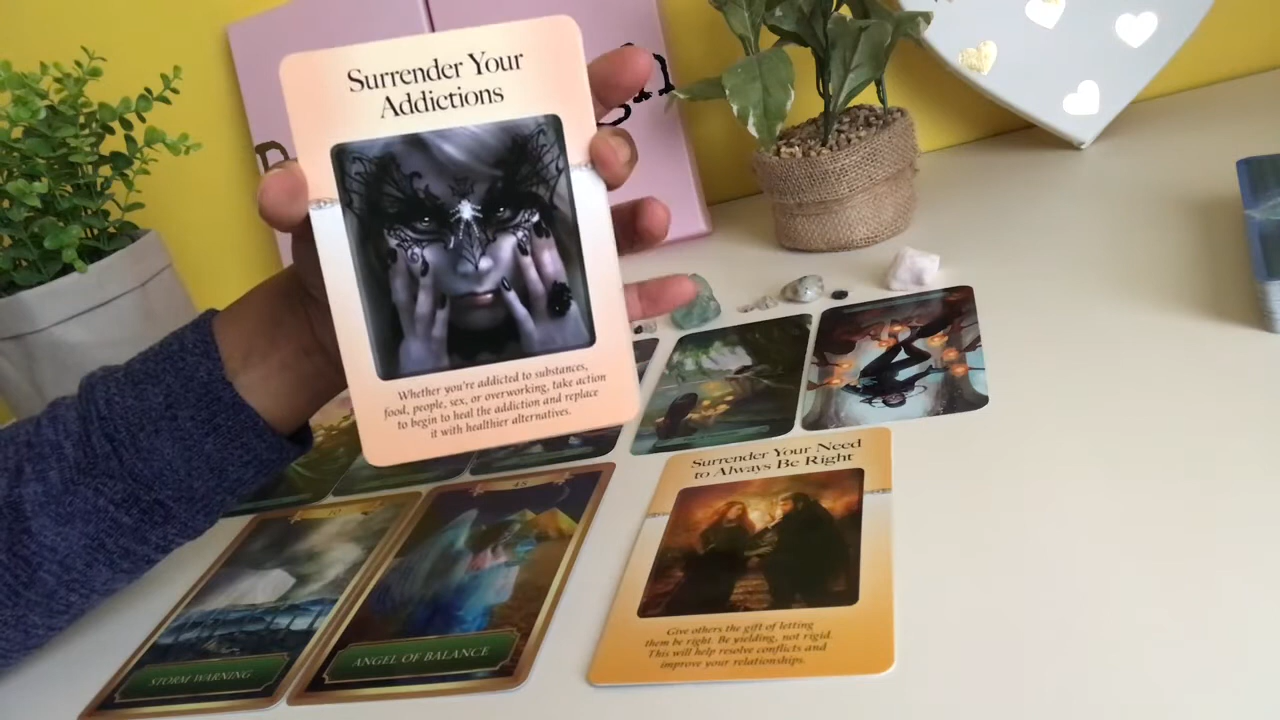 Surrender Your
Addictions
Whether you're addicted to substances,
food, people, sex, or overworking, take action
to begin to heal the addiction and replace
it with healthier alternatives.
Surrender Your Need
to Always Be Right
Give others the gift of letting
them be right. Be yielding, not rigid.
This will help resolve conflicts and
improve your relationships.
10
STORM WARNING
48
ANGEL OF BALANCE